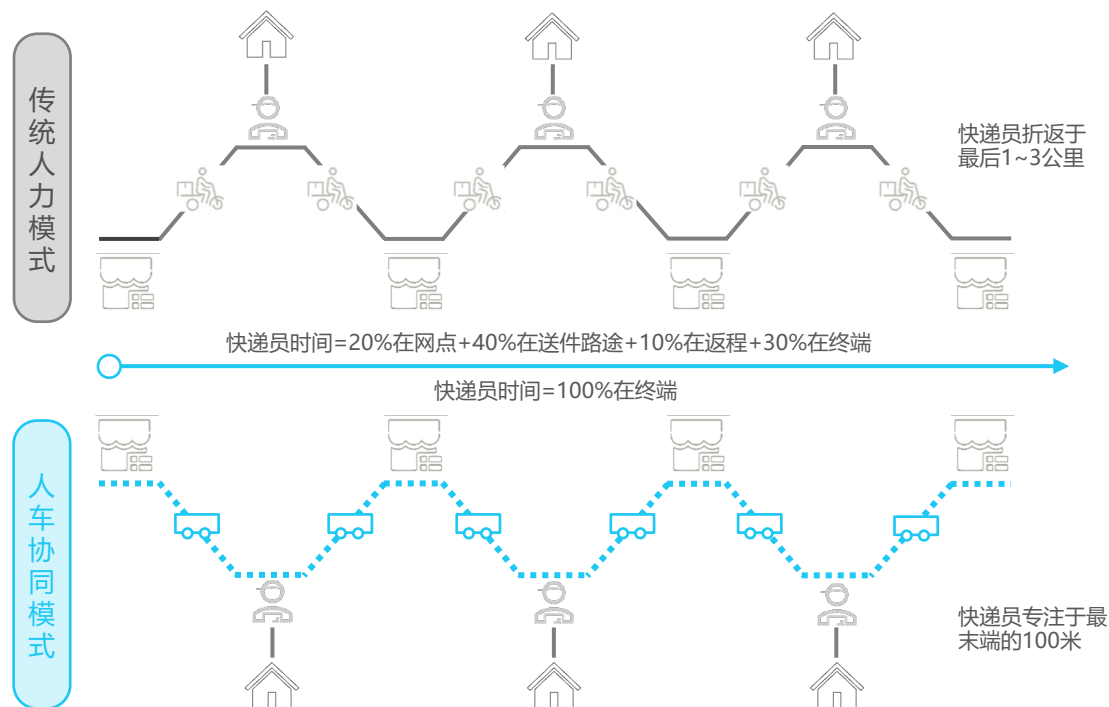 传统人力模式
快递员折返于
最后1~3公里
快递员时间=20%在网点+40%在送件路途+10%在返程+30%在终端
快递员时间=100%在终端
人车协同模式
快递员专注于最
末端的100米